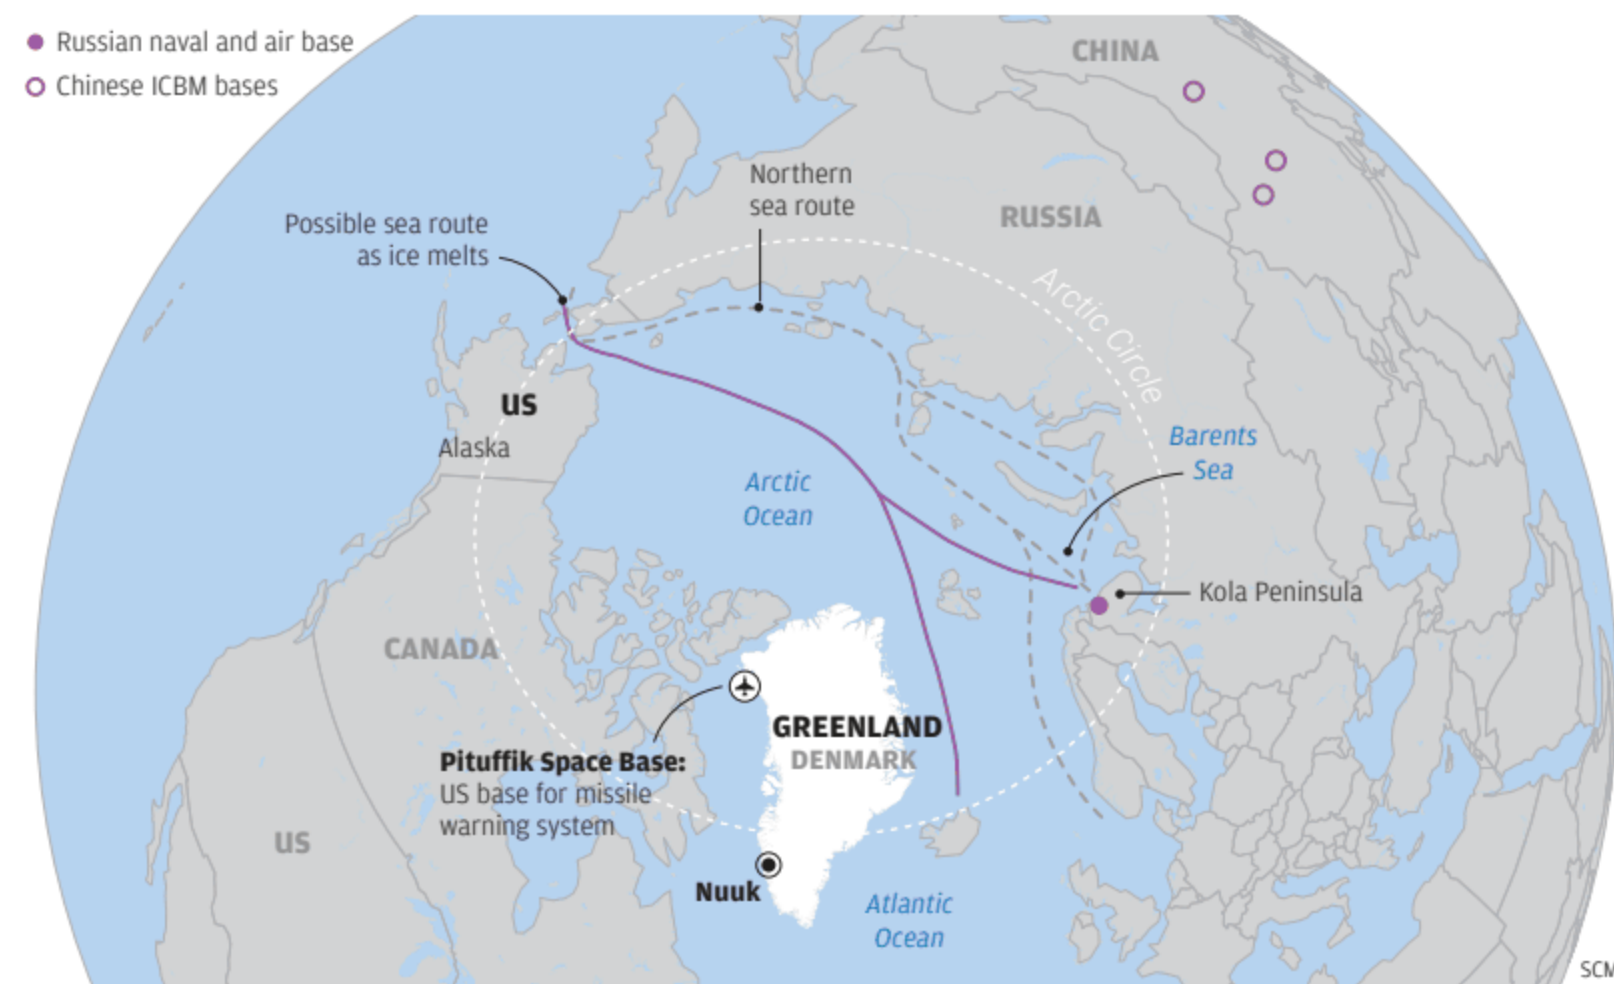 Russian naval and air base
Chinese ICBM bases
CHINA
Northern
sea route
RUSSIA
Possible sea route
as ice melts
Arctic Circle
US
Alaska
Barents
Sea
Arctic
Ocean
Kola Peninsula
CANADA
GREENLAND
DENMARK
Pituffik Space Base:
US base for missile
warning system
US
Nuuk
Atlantic
Ocean
SCM